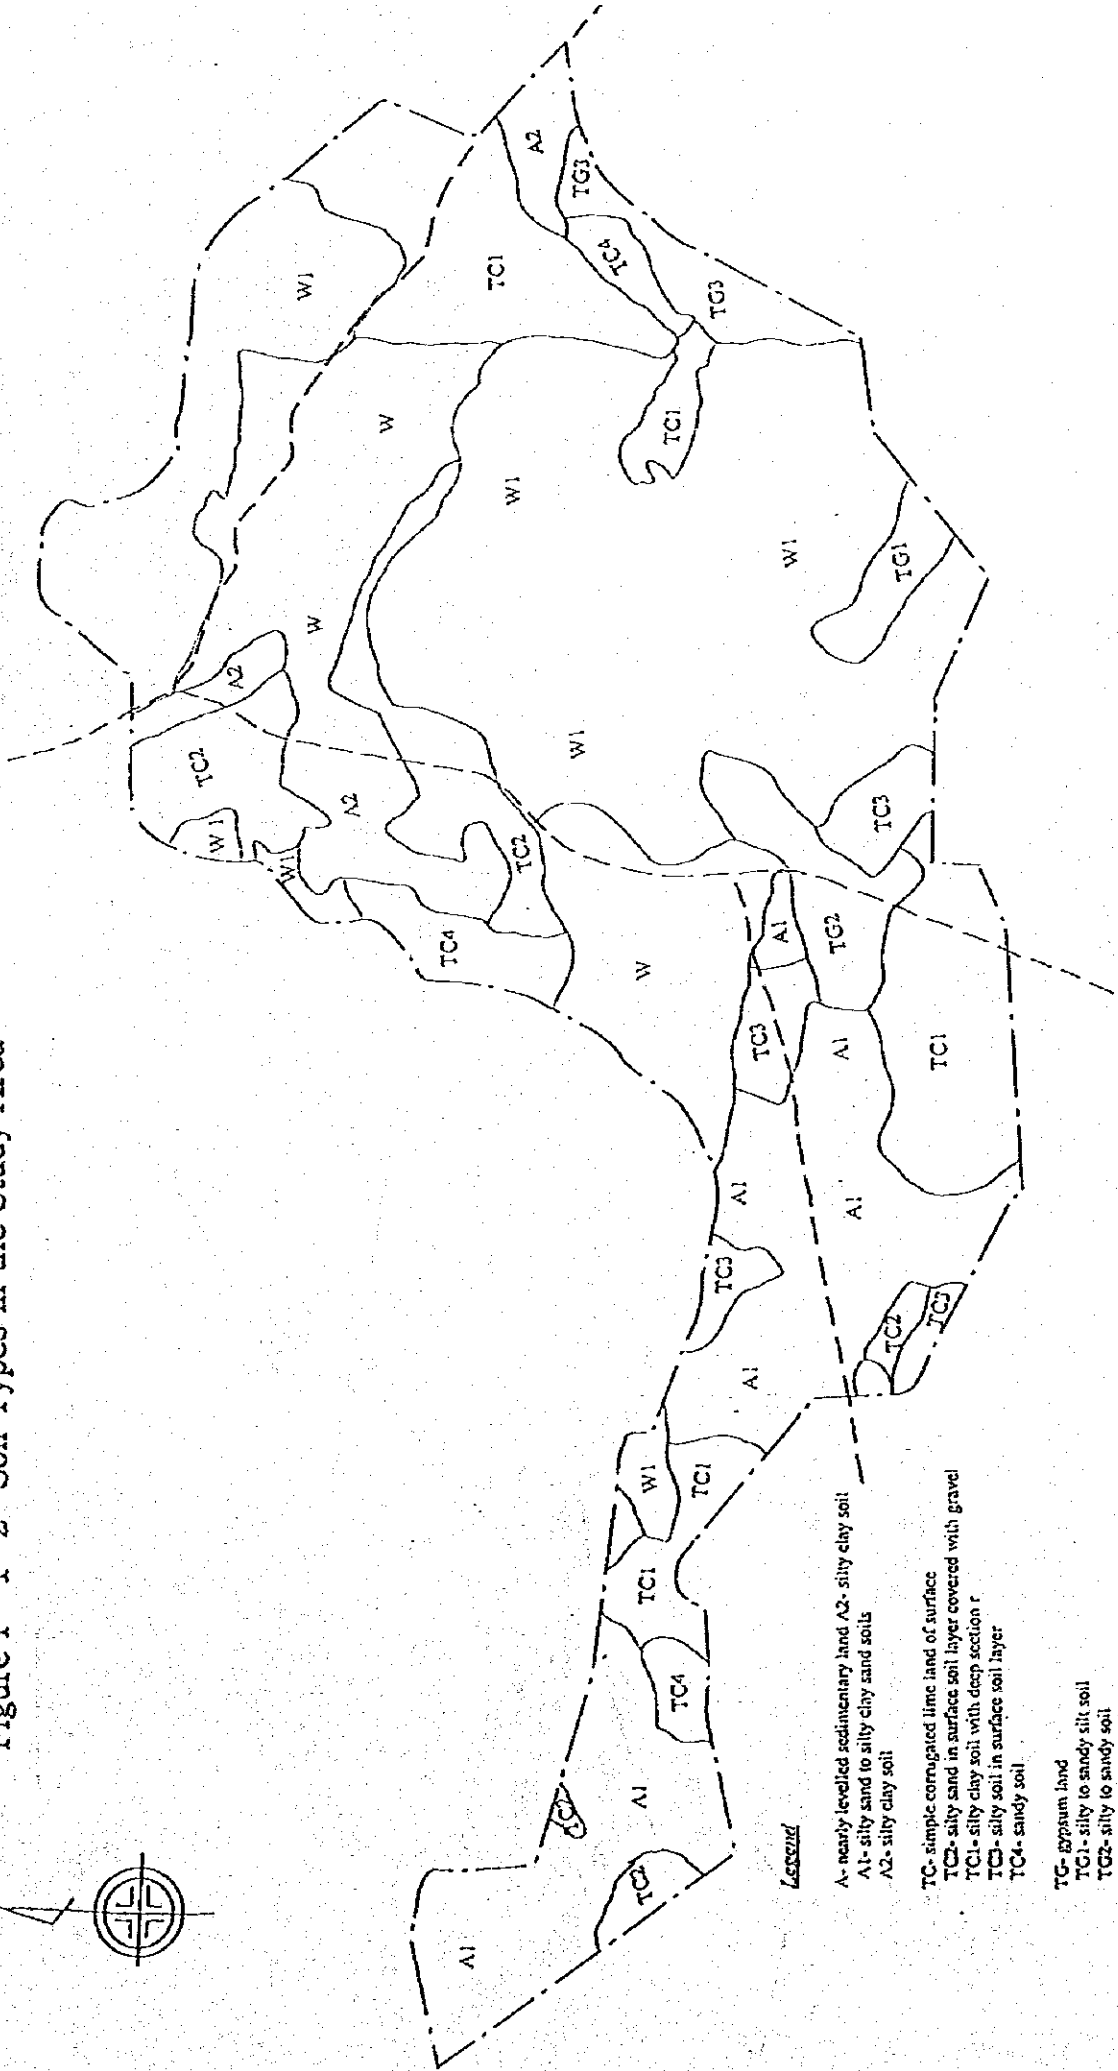 Figure 1 - 1 - 2 Soil Types in the Study Area
W1
A2
TG3
TC4
TC1
TG3
W
TC1
W1
W1
TG1
W
A2
TC2
W1
W1
A2
W1
TC3
TC2
TC4
W
A1
TG2
TC3
A1
TC1
A1
A1
TC3
TC2
TC3
A1
W1
TC1
TC1
TC4
A1
TC2
A1
Legend
A- nearly levelled sedimentary land A2- silty clay soil
A1- silty sand to silty clay sand soils
A2- silty clay soil
TC- simple corrugated lime land of surface
TC2- silty sand in surface soil layer covered with gravel
TC1- silty clay soil with deep section r
TC3- silty soil in surface soil layer
TC4- sandy soil
TG- gypsum land
TG1- silty to sandy silt soil
TG2- silty to sandy soil